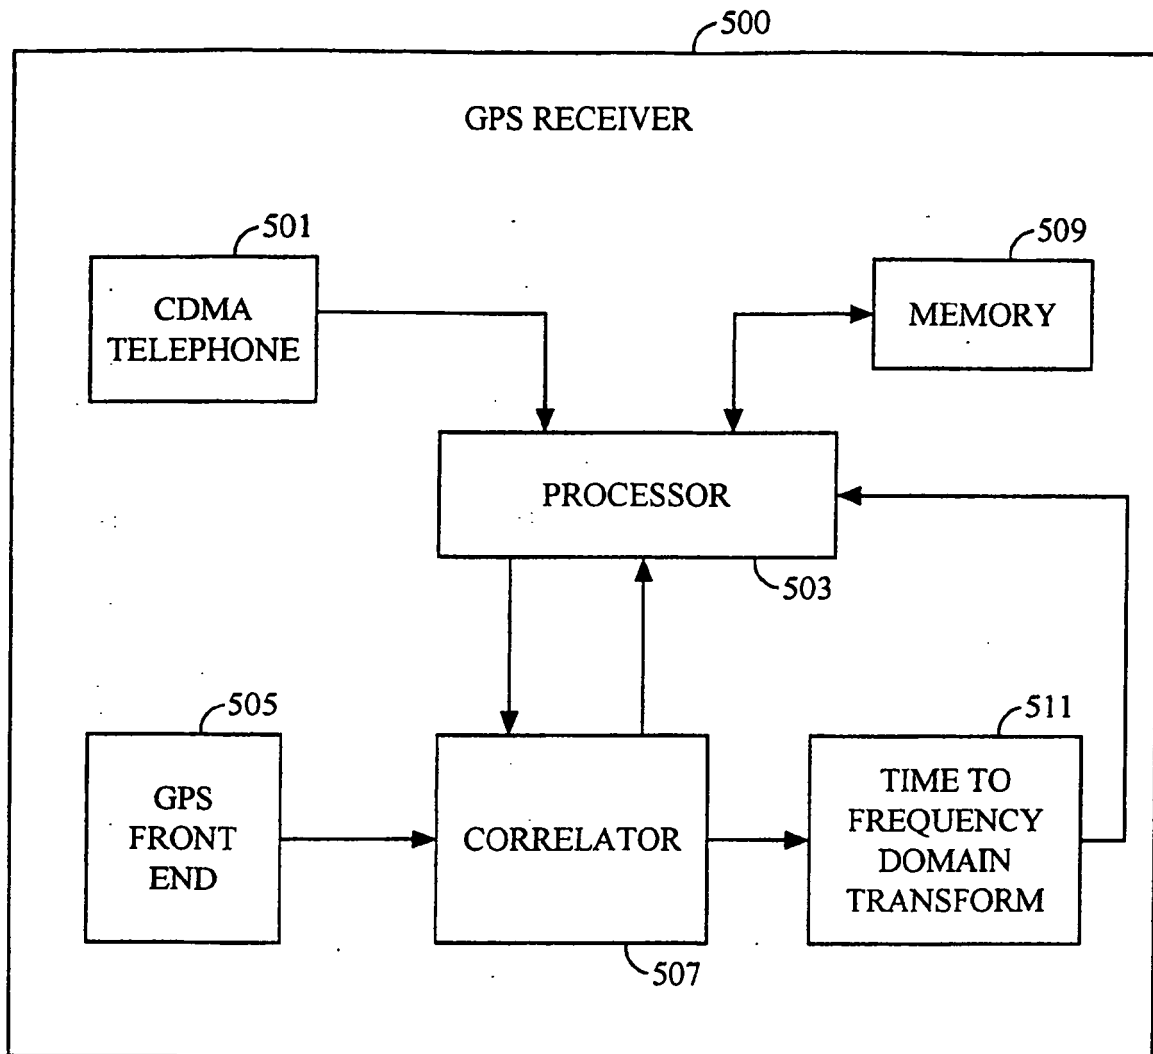 500
GPS RECEIVER
501
CDMA
TELEPHONE
509
MEMORY
PROCESSOR
503
505
GPS
FRONT
END
CORRELATOR
507
511
TIME TO
FREQUENCY
DOMAIN
TRANSFORM